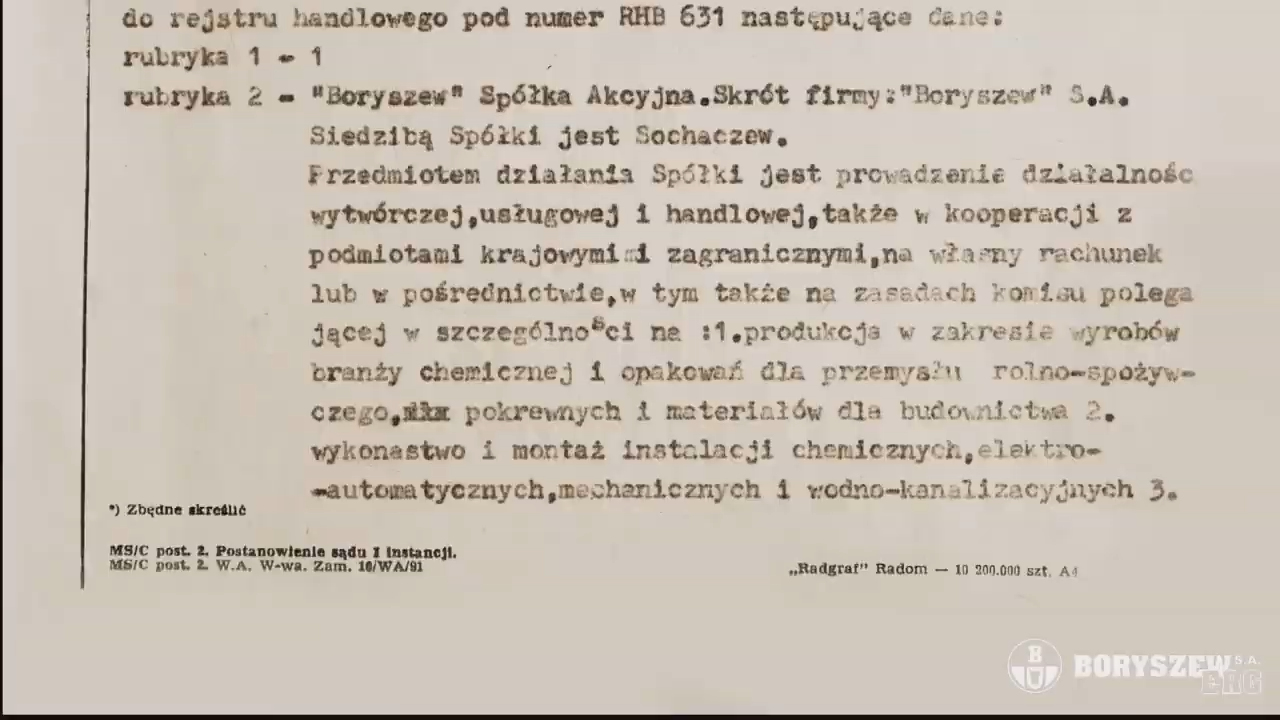 do rejstru handlowego pod numer RHB 631 następujące dane:
rubryka 1 - 1
rubryka 2 - "Boryszew" Spółka Akcyjna.Skrót firmy:"Boryszew" S.A.
Siedzibą Spółki jest Sochaczew.
Przedmiotem działania Spółki jest prowadzenie działalnośc
wytwórczej,usługowej i handlowej,także w kooperacji z
podmiotami krajowymi i zagranicznymi,na własny rachunek
lub w pośrednictwie,w tym także na zasadach komisu polega
jącej w szczególności na :1.produkcja w zakresie wyrobów
branży chemicznej i opakowań dla przemysłu rolno-spożyw-
czego, pokrewnych i materiałów dla budownictwa 2.
wykonastwo i montaż instalacji chemicznych,elektro-
-automatycznych,mechanicznych i wodno-kanalizacyjnych 3.
*) Zbędne skreślić
MS/C post. 2. Postanowienie sądu I instancji.
MS/C post. 2. W.A. W-wa. Zam. 10/WA/91
„Radgraf" Radom — 10 200.000 szt. A4
B
BORYSZEW S.A.
ERG